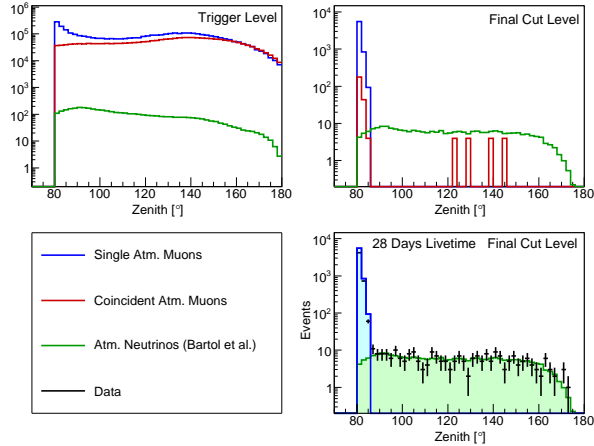 Trigger Level
10^6
10^5
10^4
10^3
10^2
10
1
80 100 120 140 160 180
Zenith [°]
Final Cut Level
10^4
10^3
10^2
10
1
80 100 120 140 160 180
Zenith [°]
Single Atm. Muons
Coincident Atm. Muons
Atm. Neutrinos (Bartol et al.)
Data
28 Days Livetime Final Cut Level
Events
10^4
10^3
10^2
10
1
80 100 120 140 160 180
Zenith [°]